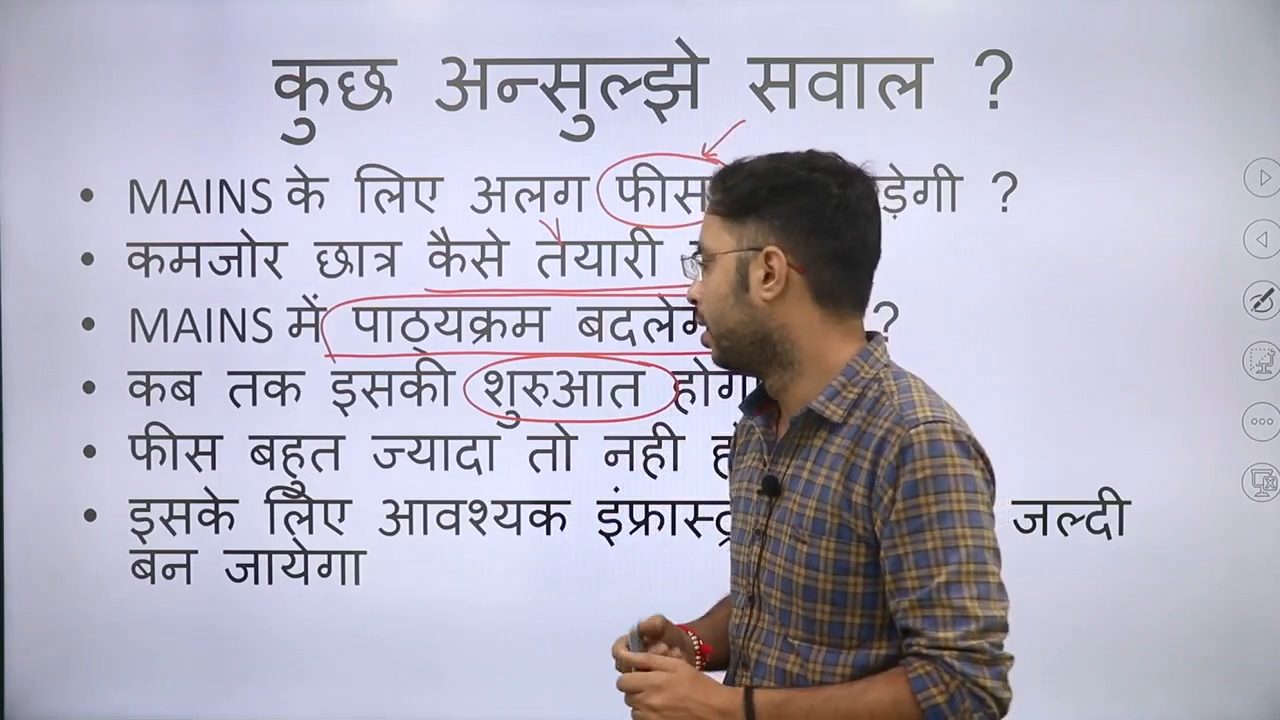 कुछ अन्सुल्झे सवाल ?
• MAINS के लिए अलग फीस ड़ेगी ?
• कमजोर छात्र कैसे तैयारी
• MAINS में पाठ्यक्रम बदले ?
• कब तक इसकी शुरुआत होग
• फीस बहुत ज्यादा तो नही
• इसके लिए आवश्यक जल्दी
बन जायेगा